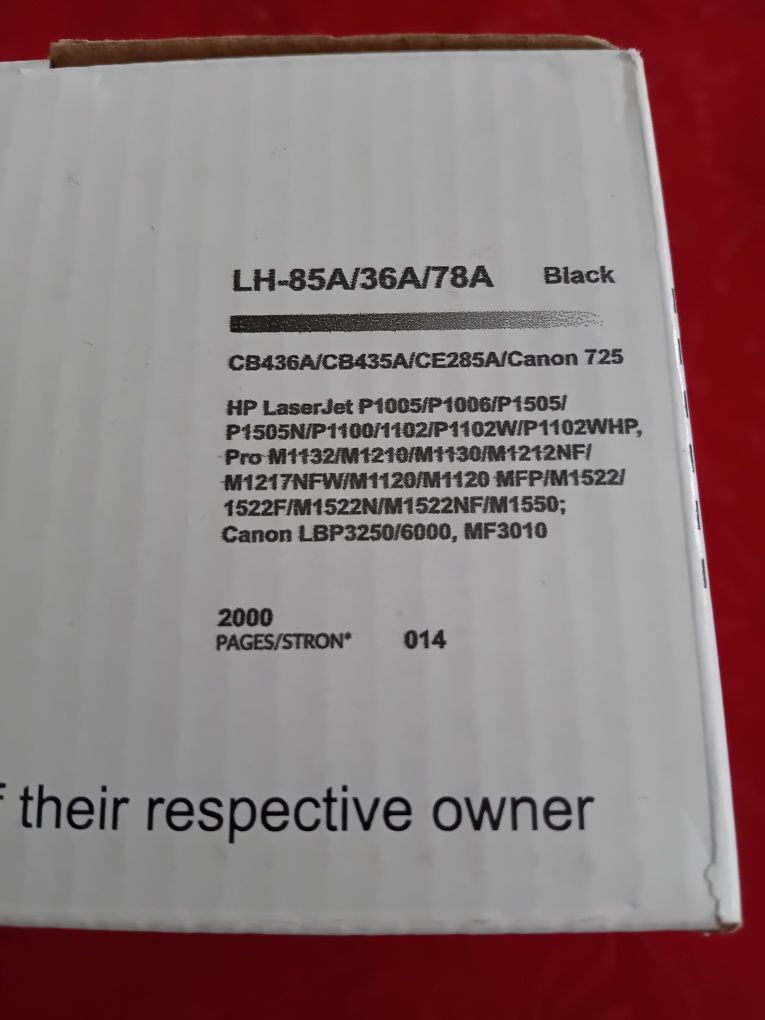 LH-85A/36A/78A Black
CB436A/CB435A/CE285A/Canon 725
HP LaserJet P1005/P1006/P1505/
P1505N/P1100/1102/P1102W/P1102WHP,
Pro M1132/M1210/M1130/M1212NF/
M1217NFW/M1120/M1120 MFP/M1522/
1522F/M1522N/M1522NF/M1550;
Canon LBP3250/6000, MF3010
2000
PAGES/STRON* 014
their respective owner